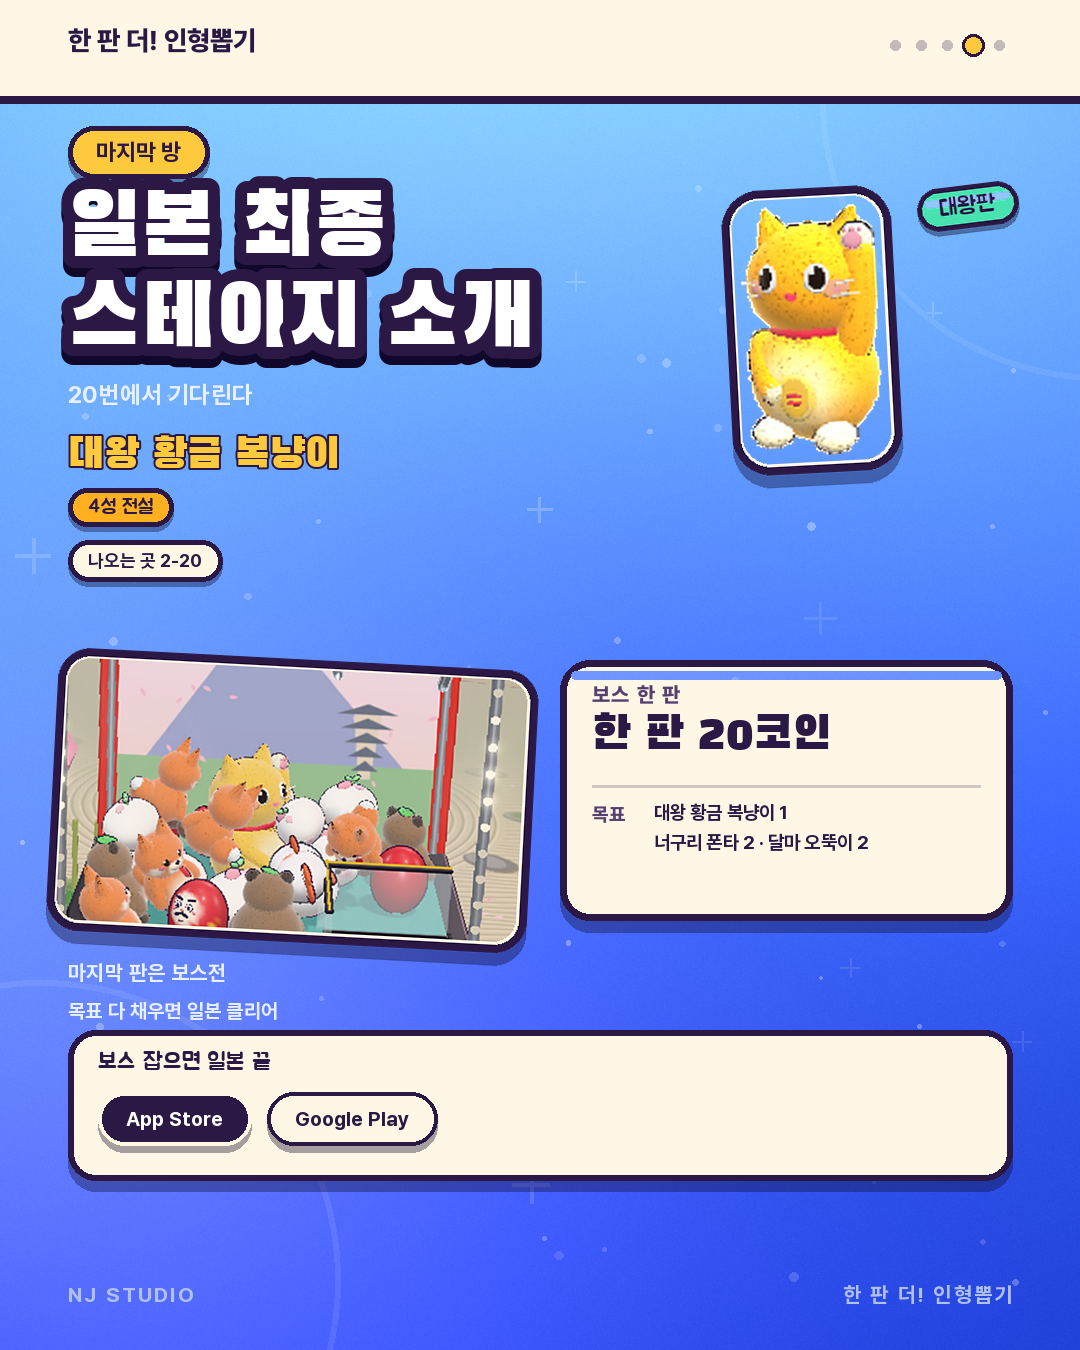 한 판 더! 인형뽑기
마지막 방
일본 최종
스테이지 소개
20번에서 기다린다
대왕 황금 복냥이
4성 전설
나오는 곳 2-20
대왕판
보스 한 판
한 판 20코인
목표 대왕 황금 복냥이 1
너구리 폰타 2 · 달마 오뚝이 2
마지막 판은 보스전
목표 다 채우면 일본 클리어
보스 잡으면 일본 끝
App Store Google Play
NJ STUDIO 한 판 더! 인형뽑기